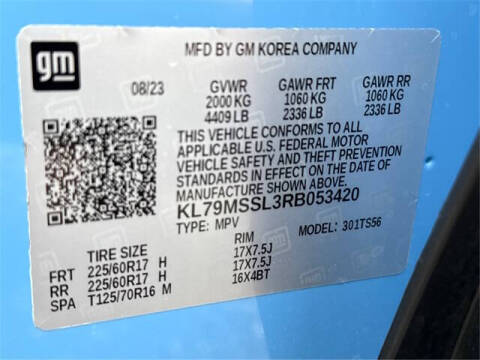 gm
MFD BY GM KOREA COMPANY
08/23 GVWR GAWR FRT GAWR RR
2000 KG 1060 KG 1060 KG
4409 LB 2336 LB 2336 LB
THIS VEHICLE CONFORMS TO ALL
APPLICABLE U.S. FEDERAL MOTOR
VEHICLE SAFETY AND THEFT PREVENTION
STANDARDS IN EFFECT ON THE DATE OF
MANUFACTURE SHOWN ABOVE.
KL79MSSL3RB053420
TYPE: MPV MODEL: 301TS56
TIRE SIZE RIM
FRT 225/60R17 H 17X7.5J
RR 225/60R17 H 17X7.5J
SPA T125/70R16 M 16X4BT